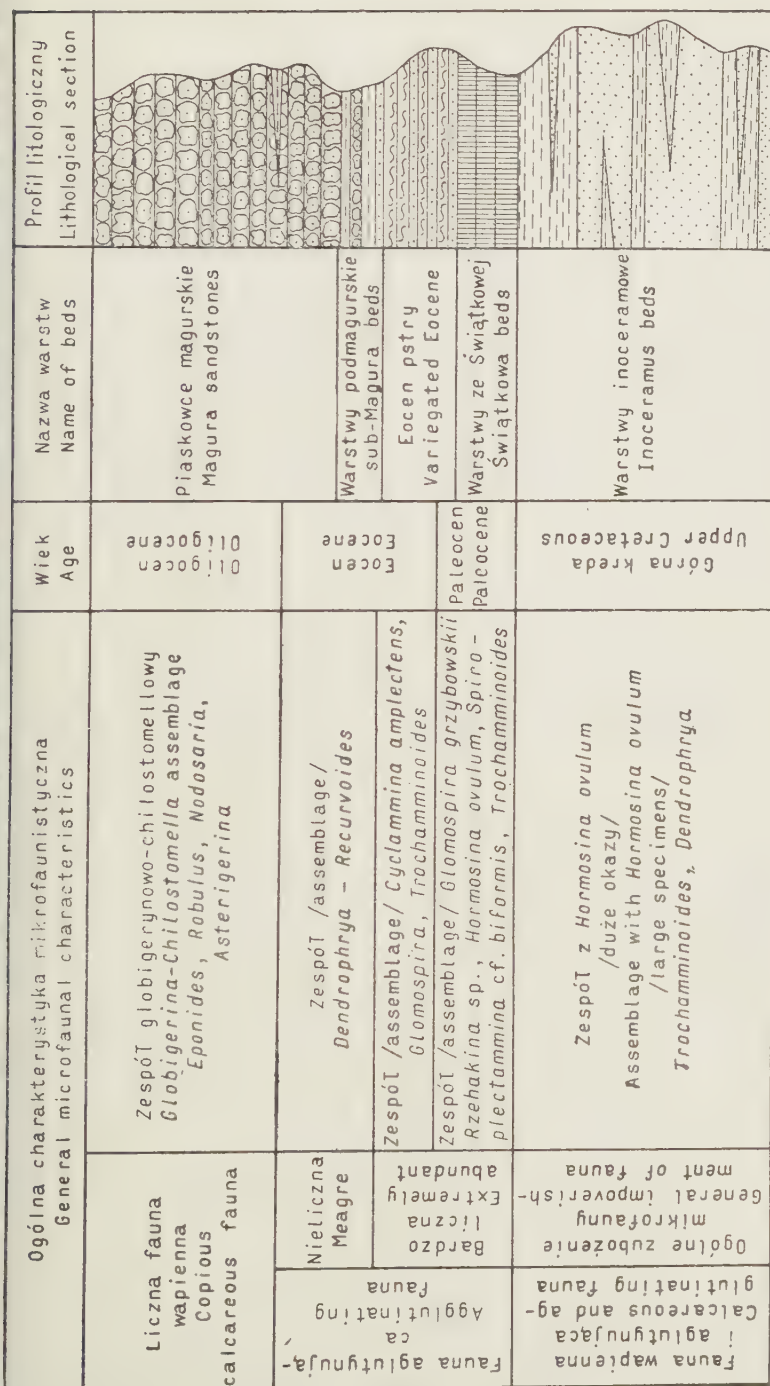 Ogólna charakterystyka mikrofaunistyczna
General microfaunal characteristics
Wiek
Age
Nazwa warstw
Name of beds
Profil litologiczny
Lithological section
Liczna fauna
wapienna
Copious
calcareous fauna
Zespół globigerynowo-chilostomellowy
Globigerina-Chilostomella assemblage
Eponides, Robulus, Nodosaria,
Asterigerina
Oligocen
Oligocene
Piaskowce magurskie
Magura sandstones
Fauna aglutynują-
ca
Agglutinating
fauna
Nieliczna
Meagre
Zespół /assemblage/
Dendrophrya – Recurvoides
Eocen
Eocene
Warstwy podmagurskie
sub-Magura beds
Bardzo
liczna
Extremely
abundant
Zespół /assemblage/ Cyclammina amplectens,
Glomospira, Trochamminoides
Eocen pstry
Variegated Eocene
Zespół /assemblage/ Glomospira grzybowskii
Rzehakina sp., Hormosina ovulum, Spiro-
plectammina cf. biformis, Trochamminoides
Paleocen
Palcocene
Warstwy ze Świątkowej
Świątkowa beds
Fauna wapienna
i aglutynująca
Calcareous and ag-
glutinating fauna
Ogólne zubożenie
mikrofauny
General impoverish-
ment of fauna
Zespół z Hormosina ovulum
/duże okazy/
Assemblage with Hormosina ovulum
/large specimens/
Trochamminoides, Dendrophrya
Górna kreda
Upper Cretaceous
Warstwy inoceramowe
Inoceramus beds